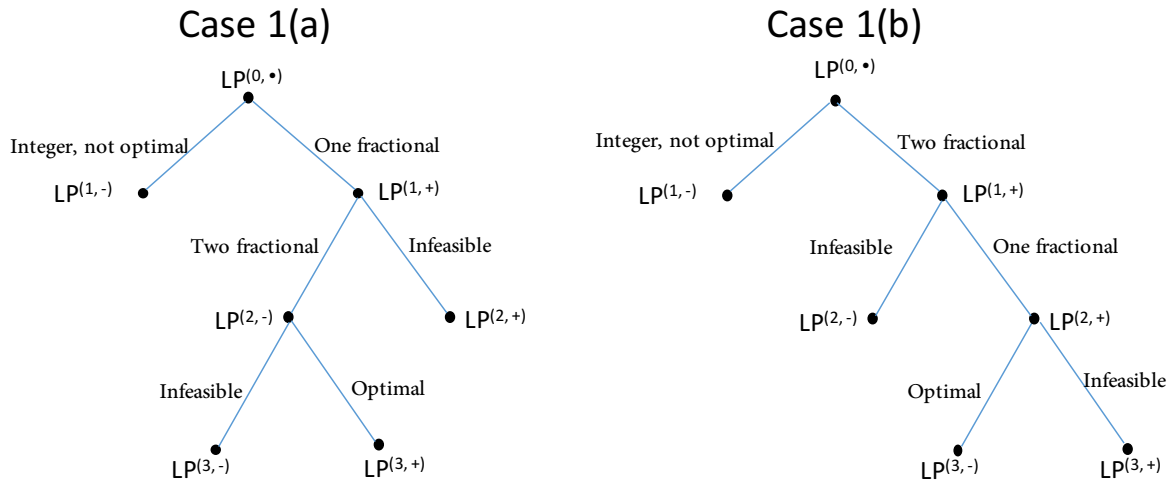 Case 1(a)
LP(0, •)
Integer, not optimal
One fractional
LP(1, -)
LP(1, +)
Two fractional
Infeasible
LP(2, -)
LP(2, +)
Infeasible
Optimal
LP(3, -)
LP(3, +)
Case 1(b)
LP(0, •)
Integer, not optimal
Two fractional
LP(1, -)
LP(1, +)
Infeasible
One fractional
LP(2, -)
LP(2, +)
Optimal
Infeasible
LP(3, -)
LP(3, +)